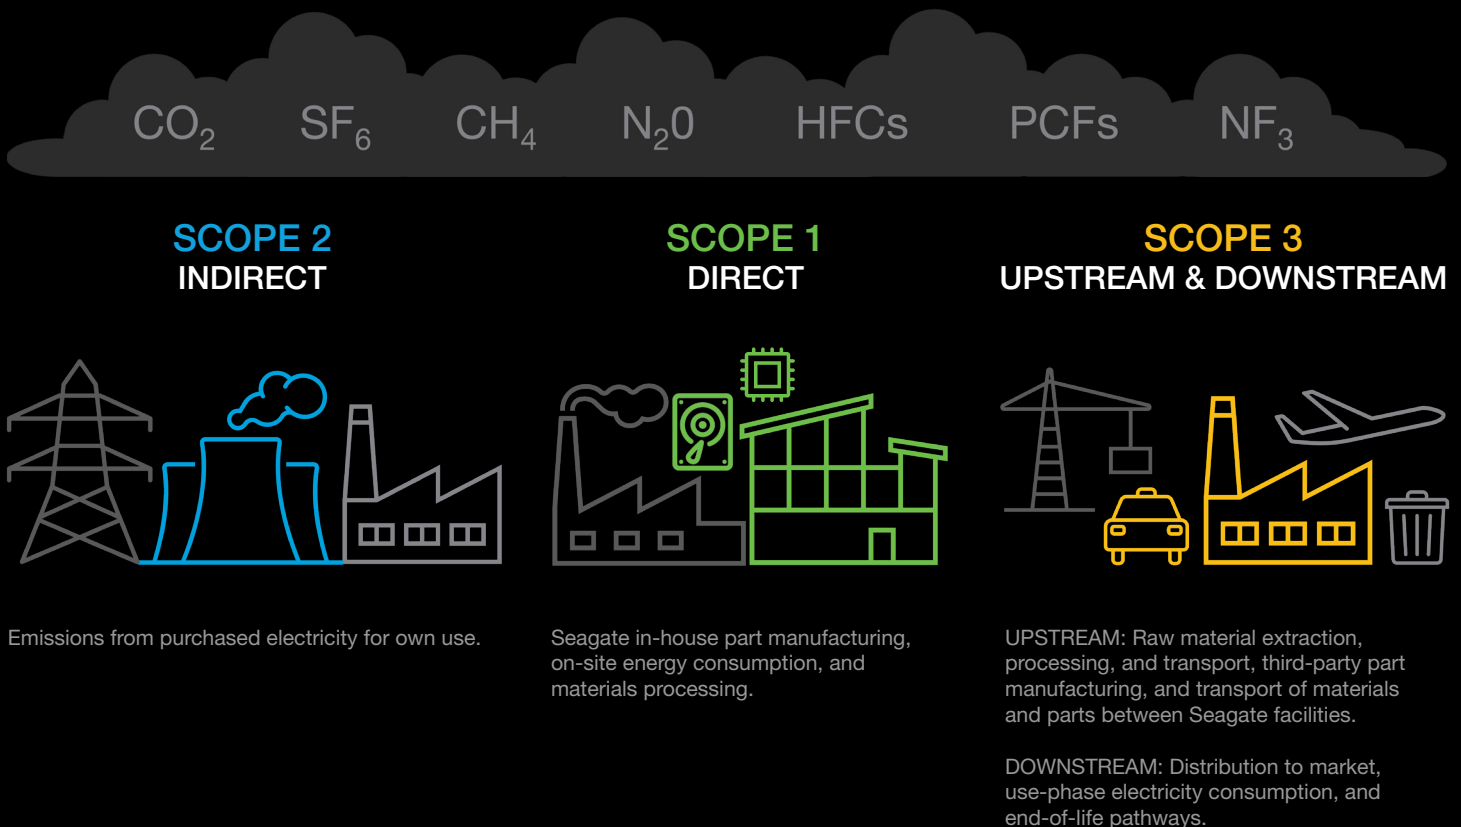 CO₂ SF₆ CH₄ N₂0 HFCs PCFs NF₃
SCOPE 2
INDIRECT
Emissions from purchased electricity for own use.
SCOPE 1
DIRECT
Seagate in-house part manufacturing,
on-site energy consumption, and
materials processing.
SCOPE 3
UPSTREAM & DOWNSTREAM
UPSTREAM: Raw material extraction,
processing, and transport, third-party part
manufacturing, and transport of materials
and parts between Seagate facilities.
DOWNSTREAM: Distribution to market,
use-phase electricity consumption, and
end-of-life pathways.